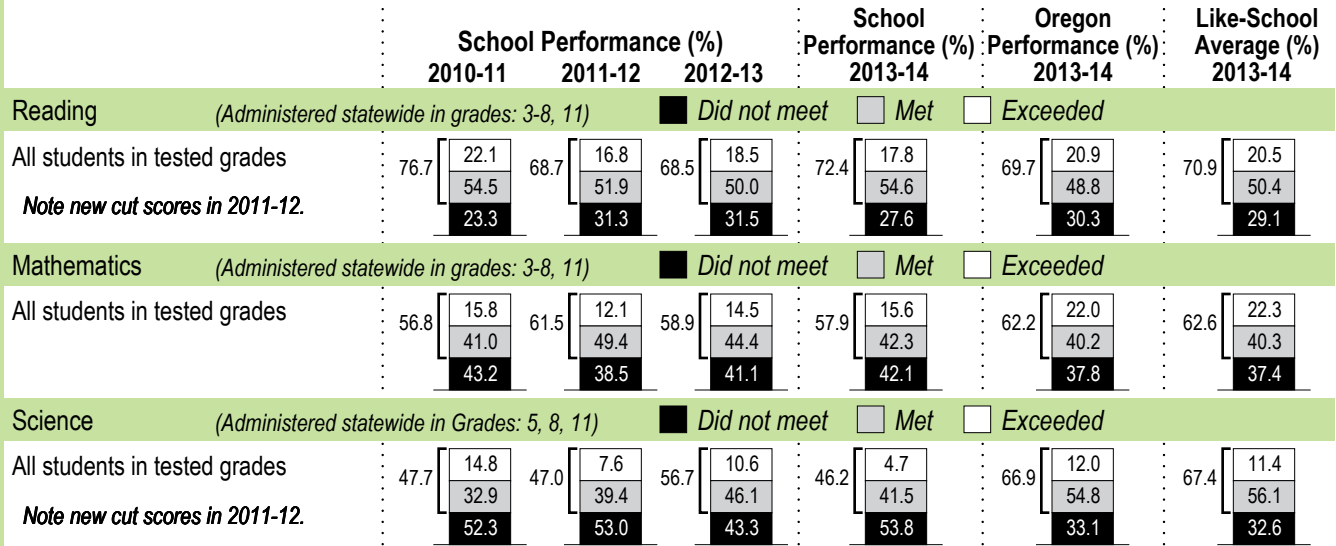 School Performance (%)
2010-11 2011-12 2012-13
School Performance (%) 2013-14
Oregon Performance (%) 2013-14
Like-School Average (%) 2013-14
Reading (Administered statewide in grades: 3-8, 11) Did not meet Met Exceeded
All students in tested grades
Note new cut scores in 2011-12.
76.7 22.1 54.5 23.3
68.7 16.8 51.9 31.3
68.5 18.5 50.0 31.5
72.4 17.8 54.6 27.6
69.7 20.9 48.8 30.3
70.9 20.5 50.4 29.1
Mathematics (Administered statewide in grades: 3-8, 11) Did not meet Met Exceeded
All students in tested grades
56.8 15.8 41.0 43.2
61.5 12.1 49.4 38.5
58.9 14.5 44.4 41.1
57.9 15.6 42.3 42.1
62.2 22.0 40.2 37.8
62.6 22.3 40.3 37.4
Science (Administered statewide in Grades: 5, 8, 11) Did not meet Met Exceeded
All students in tested grades
Note new cut scores in 2011-12.
47.7 14.8 32.9 52.3
47.0 7.6 39.4 53.0
56.7 10.6 46.1 43.3
46.2 4.7 41.5 53.8
66.9 12.0 54.8 33.1
67.4 11.4 56.1 32.6